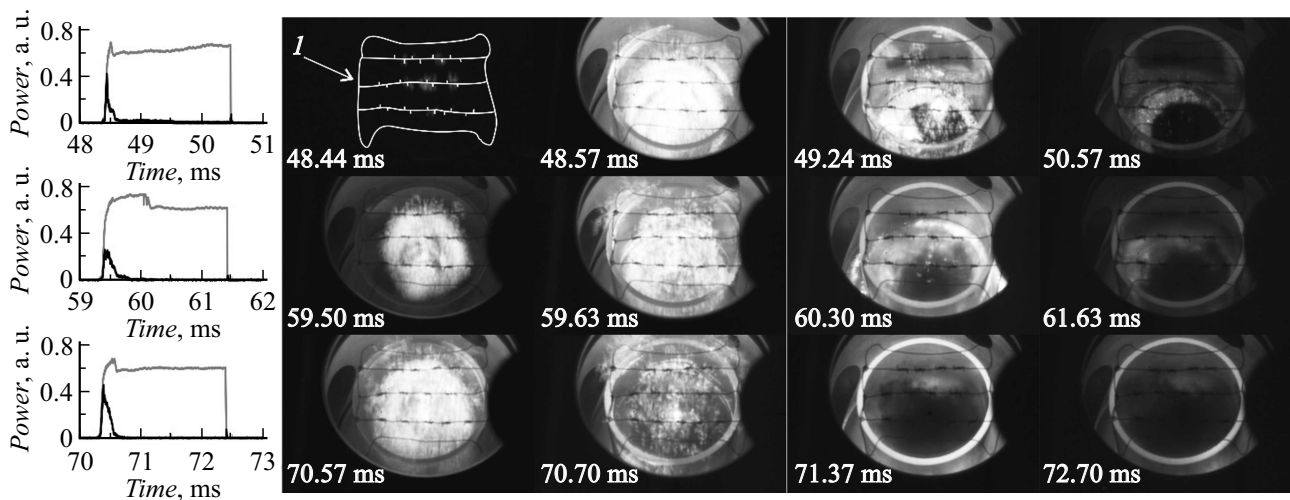 Power, a. u.
0.8
0.4
0
48 49 50 51
Time, ms
1
48.44 ms 48.57 ms 49.24 ms 50.57 ms
Power, a. u.
0.8
0.4
0
59 60 61 62
Time, ms
59.50 ms 59.63 ms 60.30 ms 61.63 ms
Power, a. u.
0.8
0.4
0
70 71 72 73
Time, ms
70.57 ms 70.70 ms 71.37 ms 72.70 ms